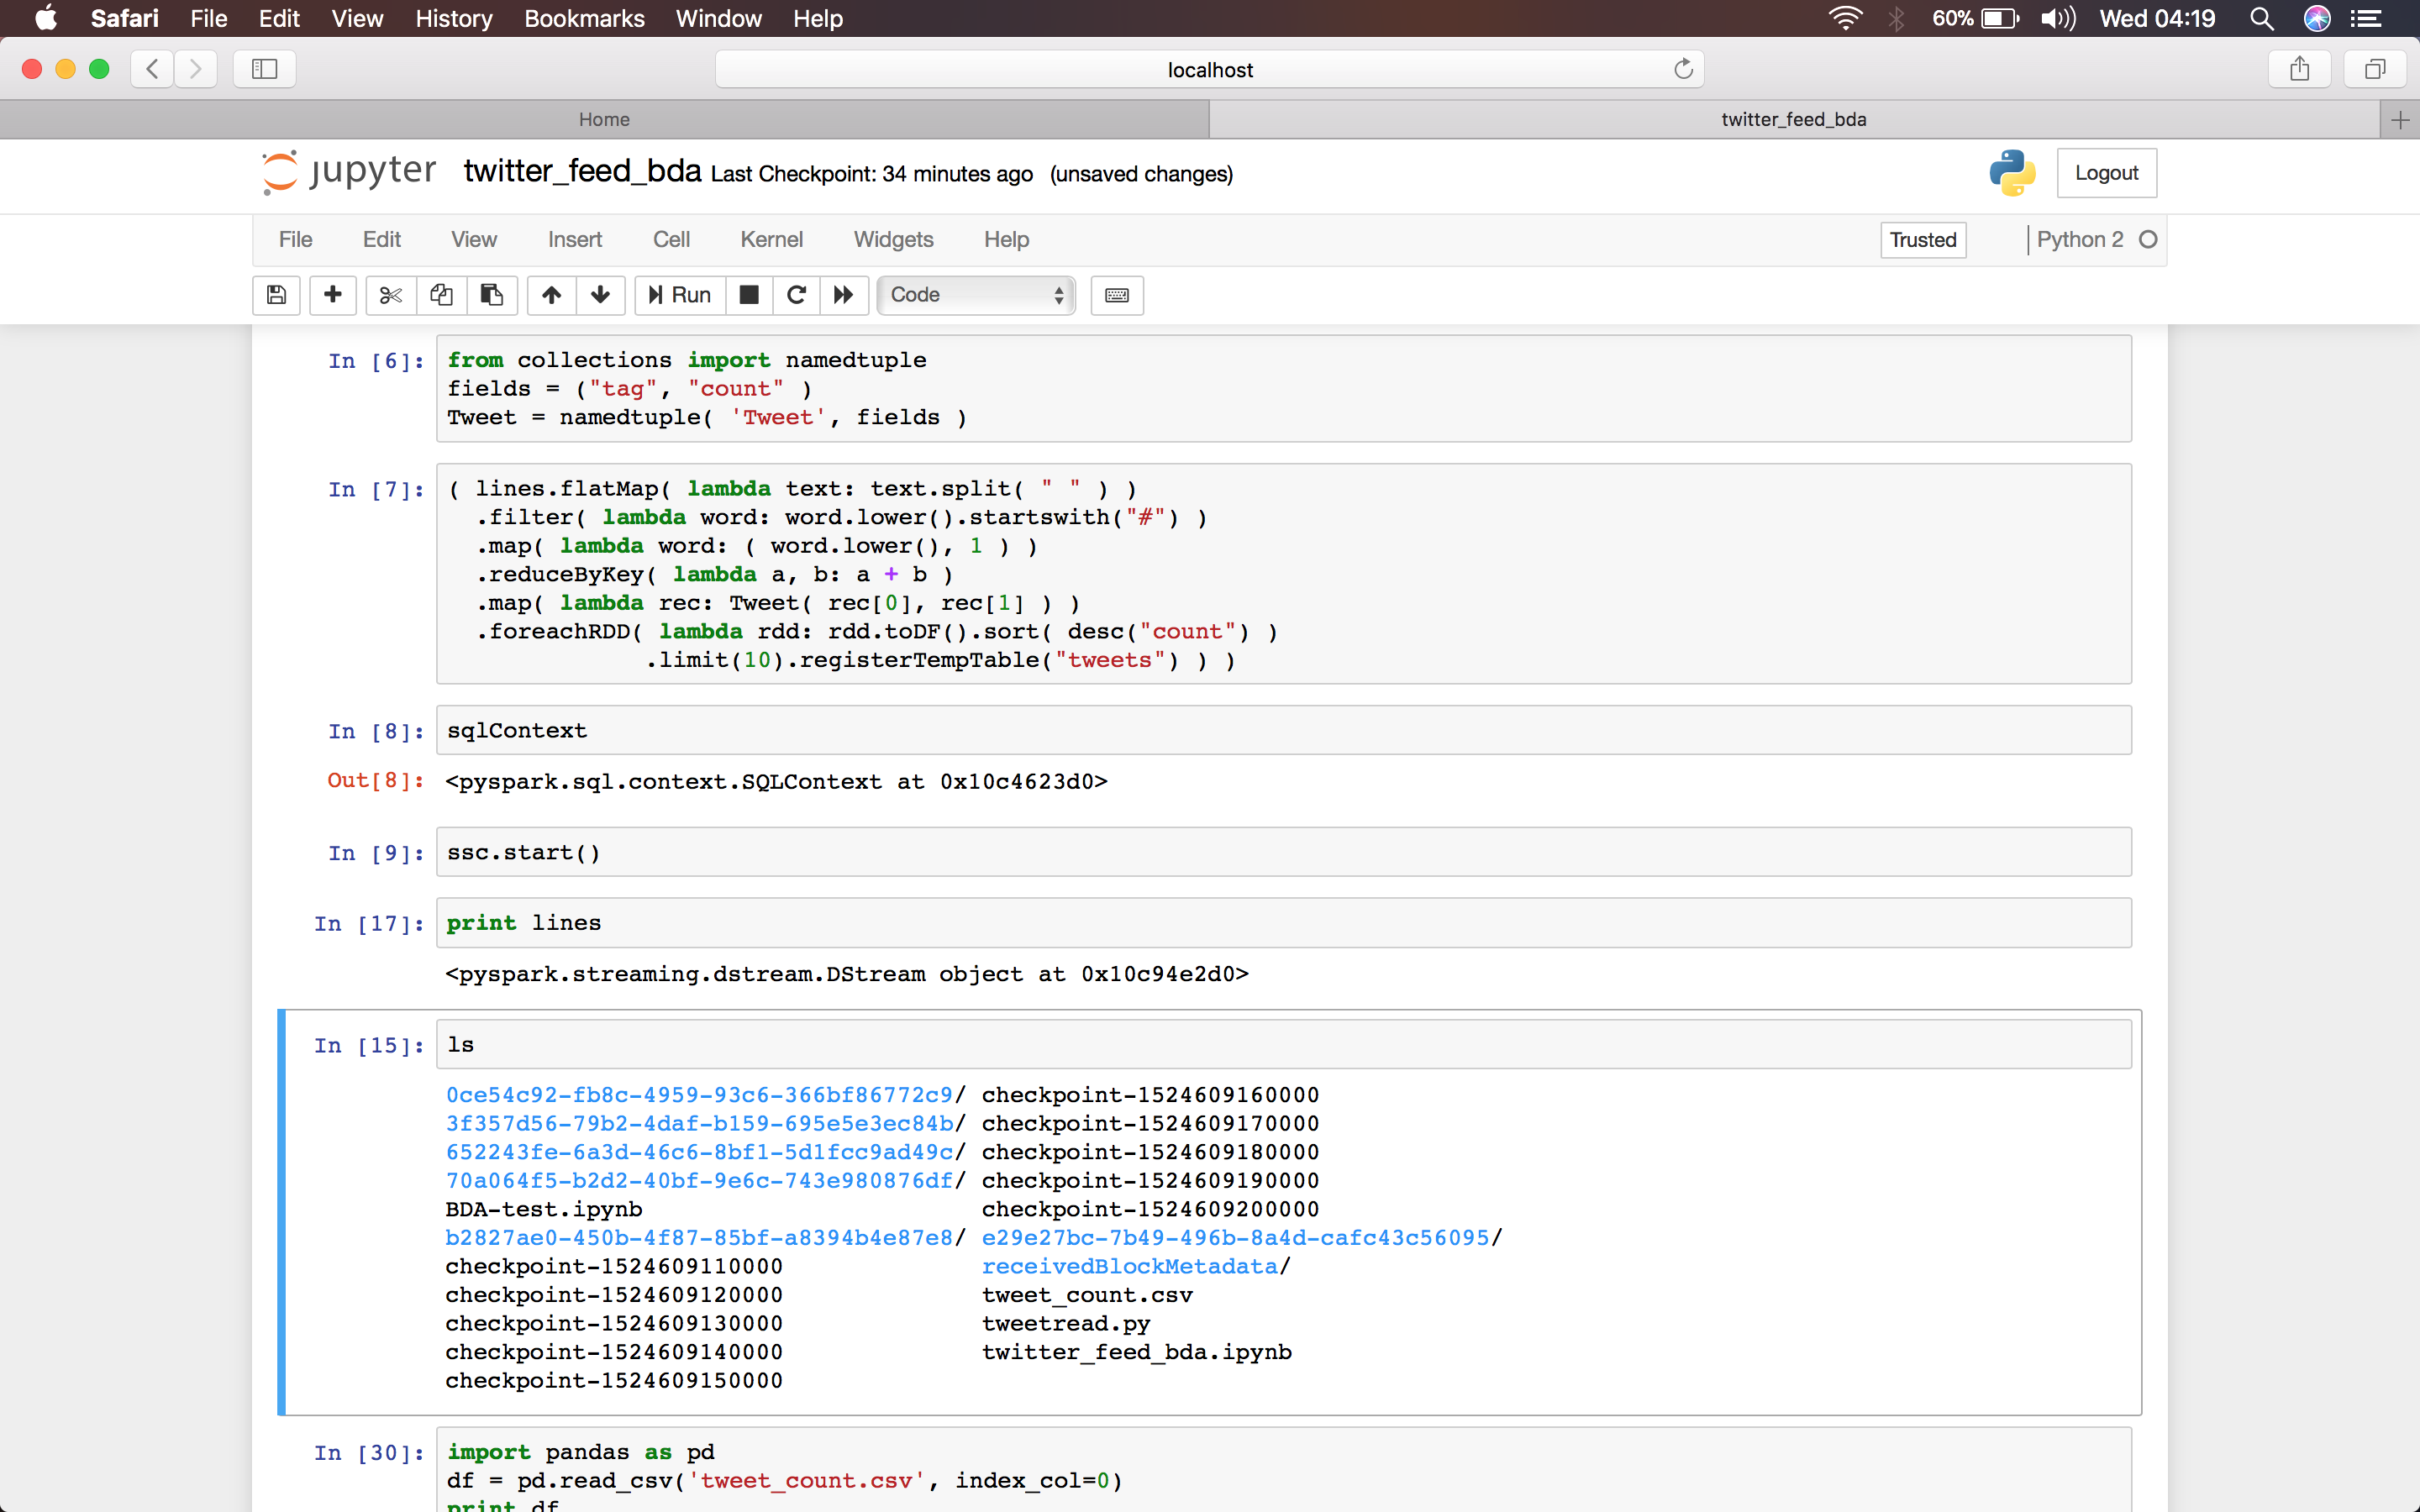 Safari File Edit View History Bookmarks Window Help 60% Wed 04:19
localhost
Home twitter_feed_bda
jupyter twitter_feed_bda Last Checkpoint: 34 minutes ago (unsaved changes) Logout
File Edit View Insert Cell Kernel Widgets Help Trusted Python 2
Run Code
In [6]: from collections import namedtuple
fields = ("tag", "count" )
Tweet = namedtuple( 'Tweet', fields )
In [7]: ( lines.flatMap( lambda text: text.split( " " ) )
.filter( lambda word: word.lower().startswith("#") )
.map( lambda word: ( word.lower(), 1 ) )
.reduceByKey( lambda a, b: a + b )
.map( lambda rec: Tweet( rec[0], rec[1] ) )
.foreachRDD( lambda rdd: rdd.toDF().sort( desc("count") )
.limit(10).registerTempTable("tweets") ) )
In [8]: sqlContext
Out[8]: <pyspark.sql.context.SQLContext at 0x10c4623d0>
In [9]: ssc.start()
In [17]: print lines
<pyspark.streaming.dstream.DStream object at 0x10c94e2d0>
In [15]: ls
0ce54c92-fb8c-4959-93c6-366bf86772c9/ checkpoint-1524609160000
3f357d56-79b2-4daf-b159-695e5e3ec84b/ checkpoint-1524609170000
652243fe-6a3d-46c6-8bf1-5d1fcc9ad49c/ checkpoint-1524609180000
70a064f5-b2d2-40bf-9e6c-743e980876df/ checkpoint-1524609190000
BDA-test.ipynb checkpoint-1524609200000
b2827ae0-450b-4f87-85bf-a8394b4e87e8/ e29e27bc-7b49-496b-8a4d-cafc43c56095/
checkpoint-1524609110000 receivedBlockMetadata/
checkpoint-1524609120000 tweet_count.csv
checkpoint-1524609130000 tweetread.py
checkpoint-1524609140000 twitter_feed_bda.ipynb
checkpoint-1524609150000
In [30]: import pandas as pd
df = pd.read_csv('tweet_count.csv', index_col=0)
print df